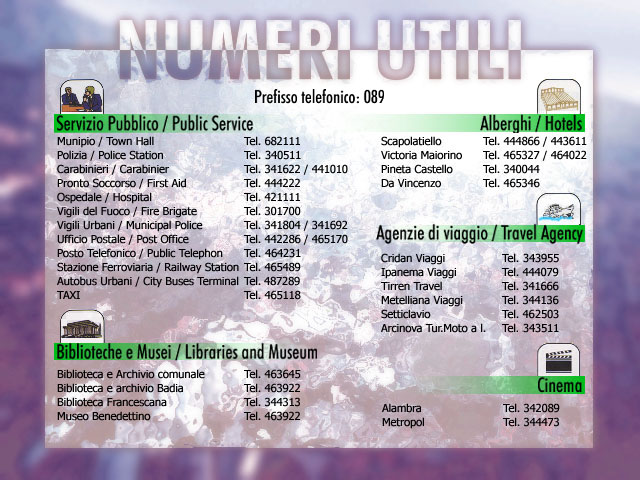 NUMERI UTILI
Prefisso telefonico: 089
Servizio Pubblico / Public Service
Munipio / Town Hall Tel. 682111
Polizia / Police Station Tel. 340511
Carabinieri / Carabinier Tel. 341622 / 441010
Pronto Soccorso / First Aid Tel. 444222
Ospedale / Hospital Tel. 421111
Vigili del Fuoco / Fire Brigate Tel. 301700
Vigili Urbani / Municipal Police Tel. 341804 / 341692
Ufficio Postale / Post Office Tel. 442286 / 465170
Posto Telefonico / Public Telephon Tel. 464231
Stazione Ferroviaria / Railway Station Tel. 465489
Autobus Urbani / City Buses Terminal Tel. 487289
TAXI Tel. 465118
Biblioteche e Musei / Libraries and Museum
Biblioteca e Archivio comunale Tel. 463645
Biblioteca e archivio Badia Tel. 463922
Biblioteca Francescana Tel. 344313
Museo Benedettino Tel. 463922
Alberghi / Hotels
Scapolatiello Tel. 444866 / 443611
Victoria Maiorino Tel. 465327 / 464022
Pineta Castello Tel. 340044
Da Vincenzo Tel. 465346
Agenzie di viaggio / Travel Agency
Cridan Viaggi Tel. 343955
Ipanema Viaggi Tel. 444079
Tirren Travel Tel. 341666
Metelliana Viaggi Tel. 344136
Setticlavio Tel. 462503
Arcinova Tur.Moto a l. Tel. 343511
Cinema
Alambra Tel. 342089
Metropol Tel. 344473